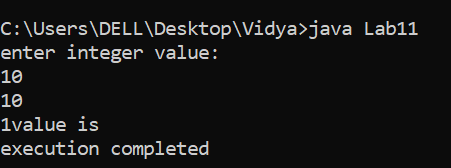 C:\Users\DELL\Desktop\Vidya>java Lab11
enter integer value:
10
10
1value is
execution completed